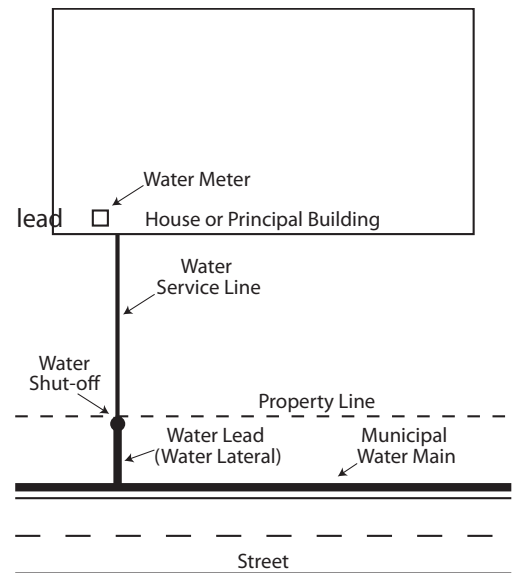 Water Meter
lead
House or Principal Building
Water
Service Line
Water
Shut-off
Property Line
Water Lead
(Water Lateral)
Municipal
Water Main
Street